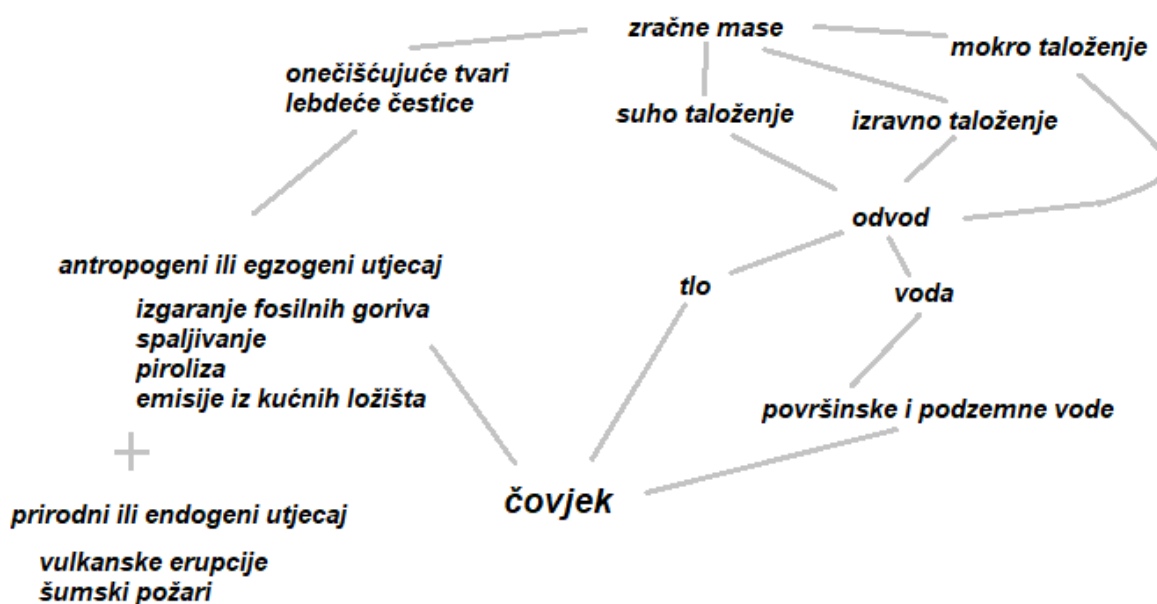 zračne mase
mokro taloženje
onečišćujuće tvari
lebdeće čestice
suho taloženje
izravno taloženje
odvod
antropogeni ili egzogeni utjecaj
tlo
voda
izgaranje fosilnih goriva
spaljivanje
piroliza
emisije iz kućnih ložišta
površinske i podzemne vode
+
čovjek
prirodni ili endogeni utjecaj
vulkanske erupcije
šumski požari